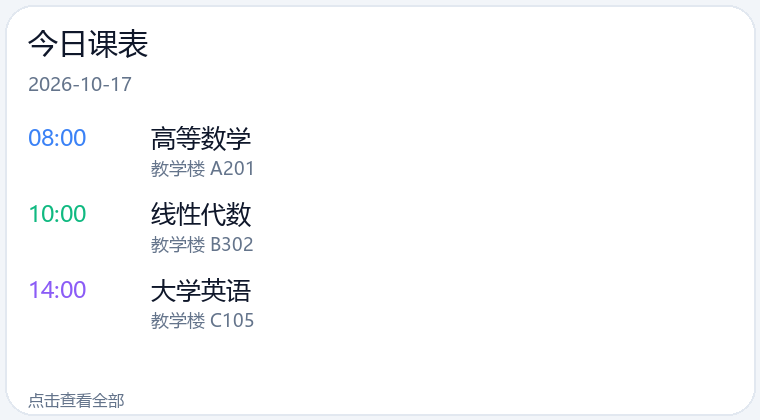 今日课表
2026-10-17
08:00 高等数学
教学楼 A201
10:00 线性代数
教学楼 B302
14:00 大学英语
教学楼 C105
点击查看全部